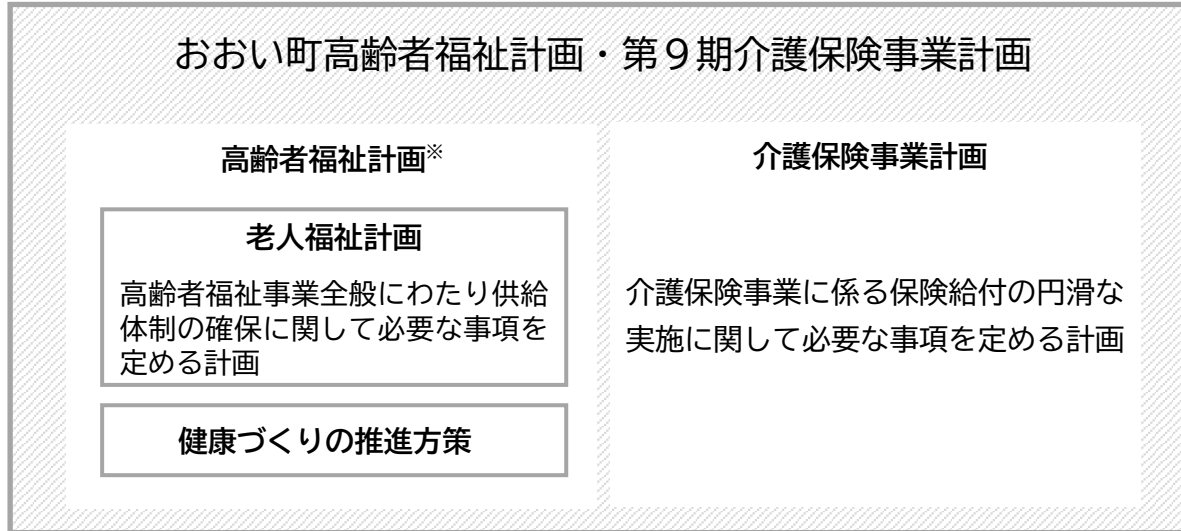 おおい町高齢者福祉計画・第９期介護保険事業計画
高齢者福祉計画※
老人福祉計画
高齢者福祉事業全般にわたり供給
体制の確保に関して必要な事項を
定める計画
健康づくりの推進方策
介護保険事業計画
介護保険事業に係る保険給付の円滑な
実施に関して必要な事項を定める計画